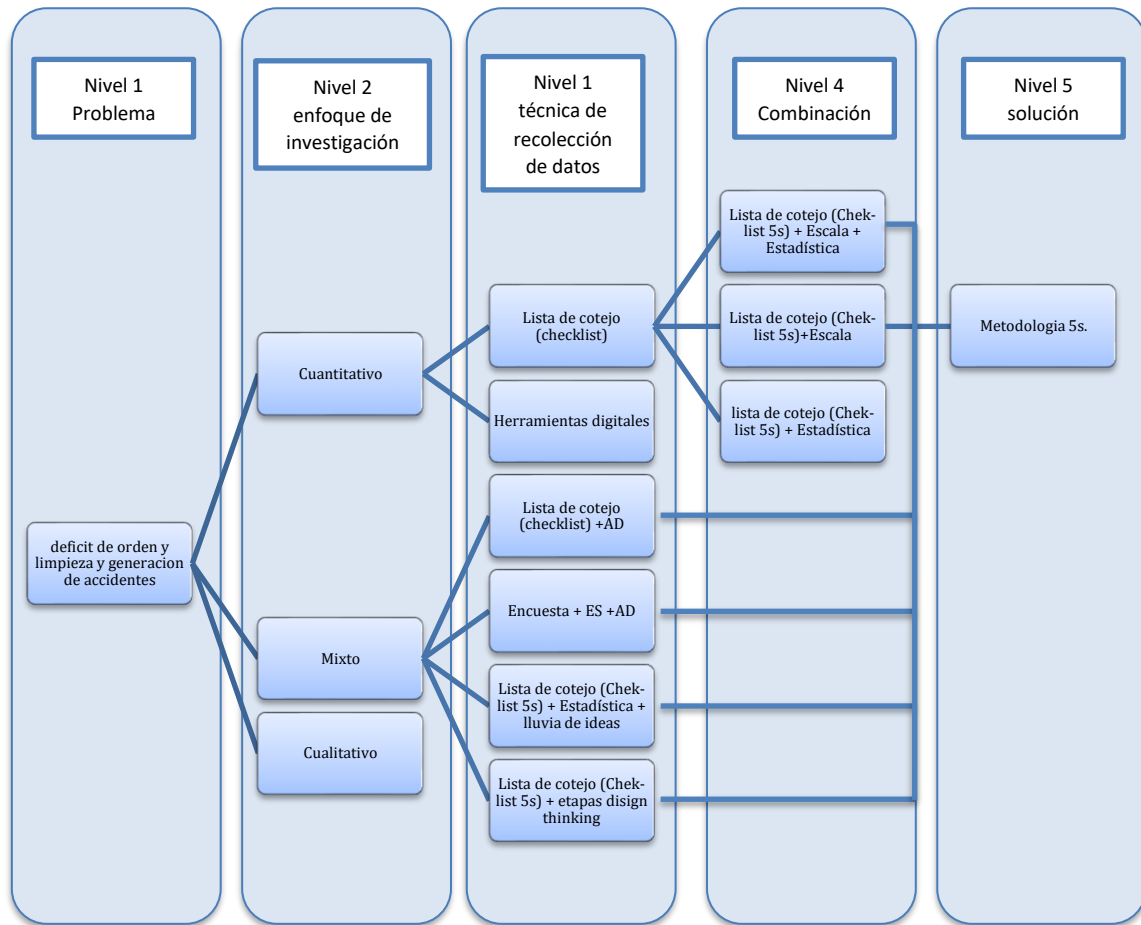 Nivel 1
Problema
Nivel 2
enfoque de
investigación
Nivel 1
técnica de
recolección
de datos
Nivel 4
Combinación
Nivel 5
solución
deficit de orden y
limpieza y generacion
de accidentes
Cuantitativo
Mixto
Cualitativo
Lista de cotejo
(checklist)
Herramientas digitales
Lista de cotejo
(checklist) +AD
Encuesta + ES +AD
Lista de cotejo (Chek-
list 5s) + Estadística +
lluvia de ideas
Lista de cotejo (Chek-
list 5s) + etapas disign
thinking
Lista de cotejo (Chek-
list 5s) + Escala +
Estadística
Lista de cotejo (Chek-
list 5s)+Escala
lista de cotejo (Chek-
list 5s) + Estadística
Metodologia 5s.